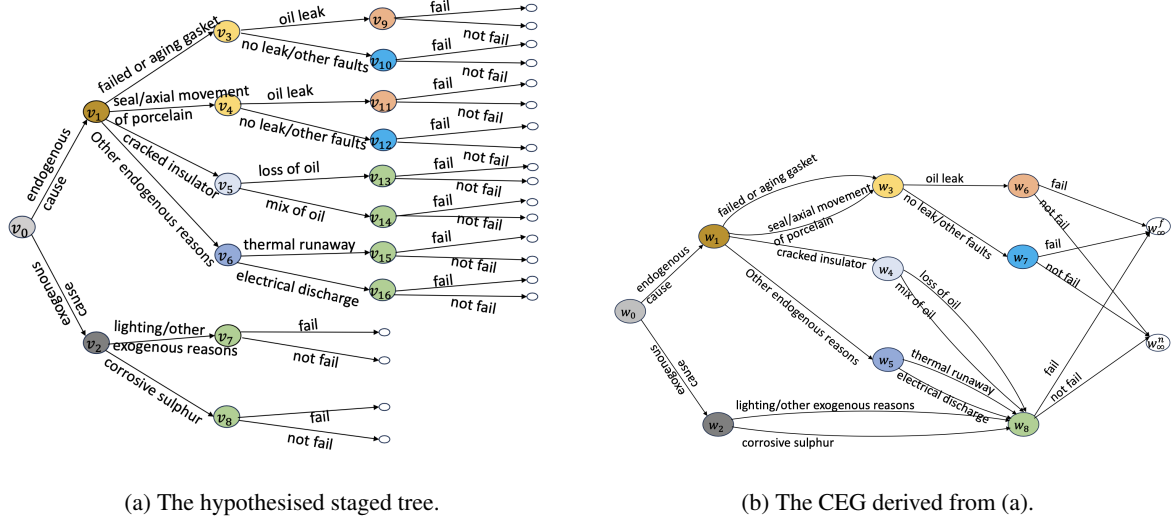 failed or aging gasket
v3
oil leak
v9
fail
not fail
no leak/other faults
v10
fail
not fail
v1
seal/axial movement
of porcelain
v4
oil leak
v11
fail
not fail
no leak/other faults
v12
fail
not fail
cracked insulator
v5
loss of oil
v13
fail
not fail
mix of oil
v14
fail
not fail
Other endogenous reasons
v6
thermal runaway
v15
fail
not fail
electrical discharge
v16
fail
not fail
endogenous
cause
v0
exogenous
cause
v2
lighting/other
exogenous reasons
v7
fail
not fail
corrosive sulphur
v8
fail
not fail
(a) The hypothesised staged tree.
failed or aging gasket
w3
oil leak
w6
fail
not fail
w1
seal/axial movement
of porcelain
no leak/other faults
w7
fail
not fail
w∞f
cracked insulator
w4
loss of oil
mix of oil
endogenous
cause
w0
Other endogenous reasons
w5
thermal runaway
electrical discharge
w∞n
exogenous
cause
w2
lighting/other exogenous reasons
corrosive sulphur
w8
fail
not fail
(b) The CEG derived from (a).